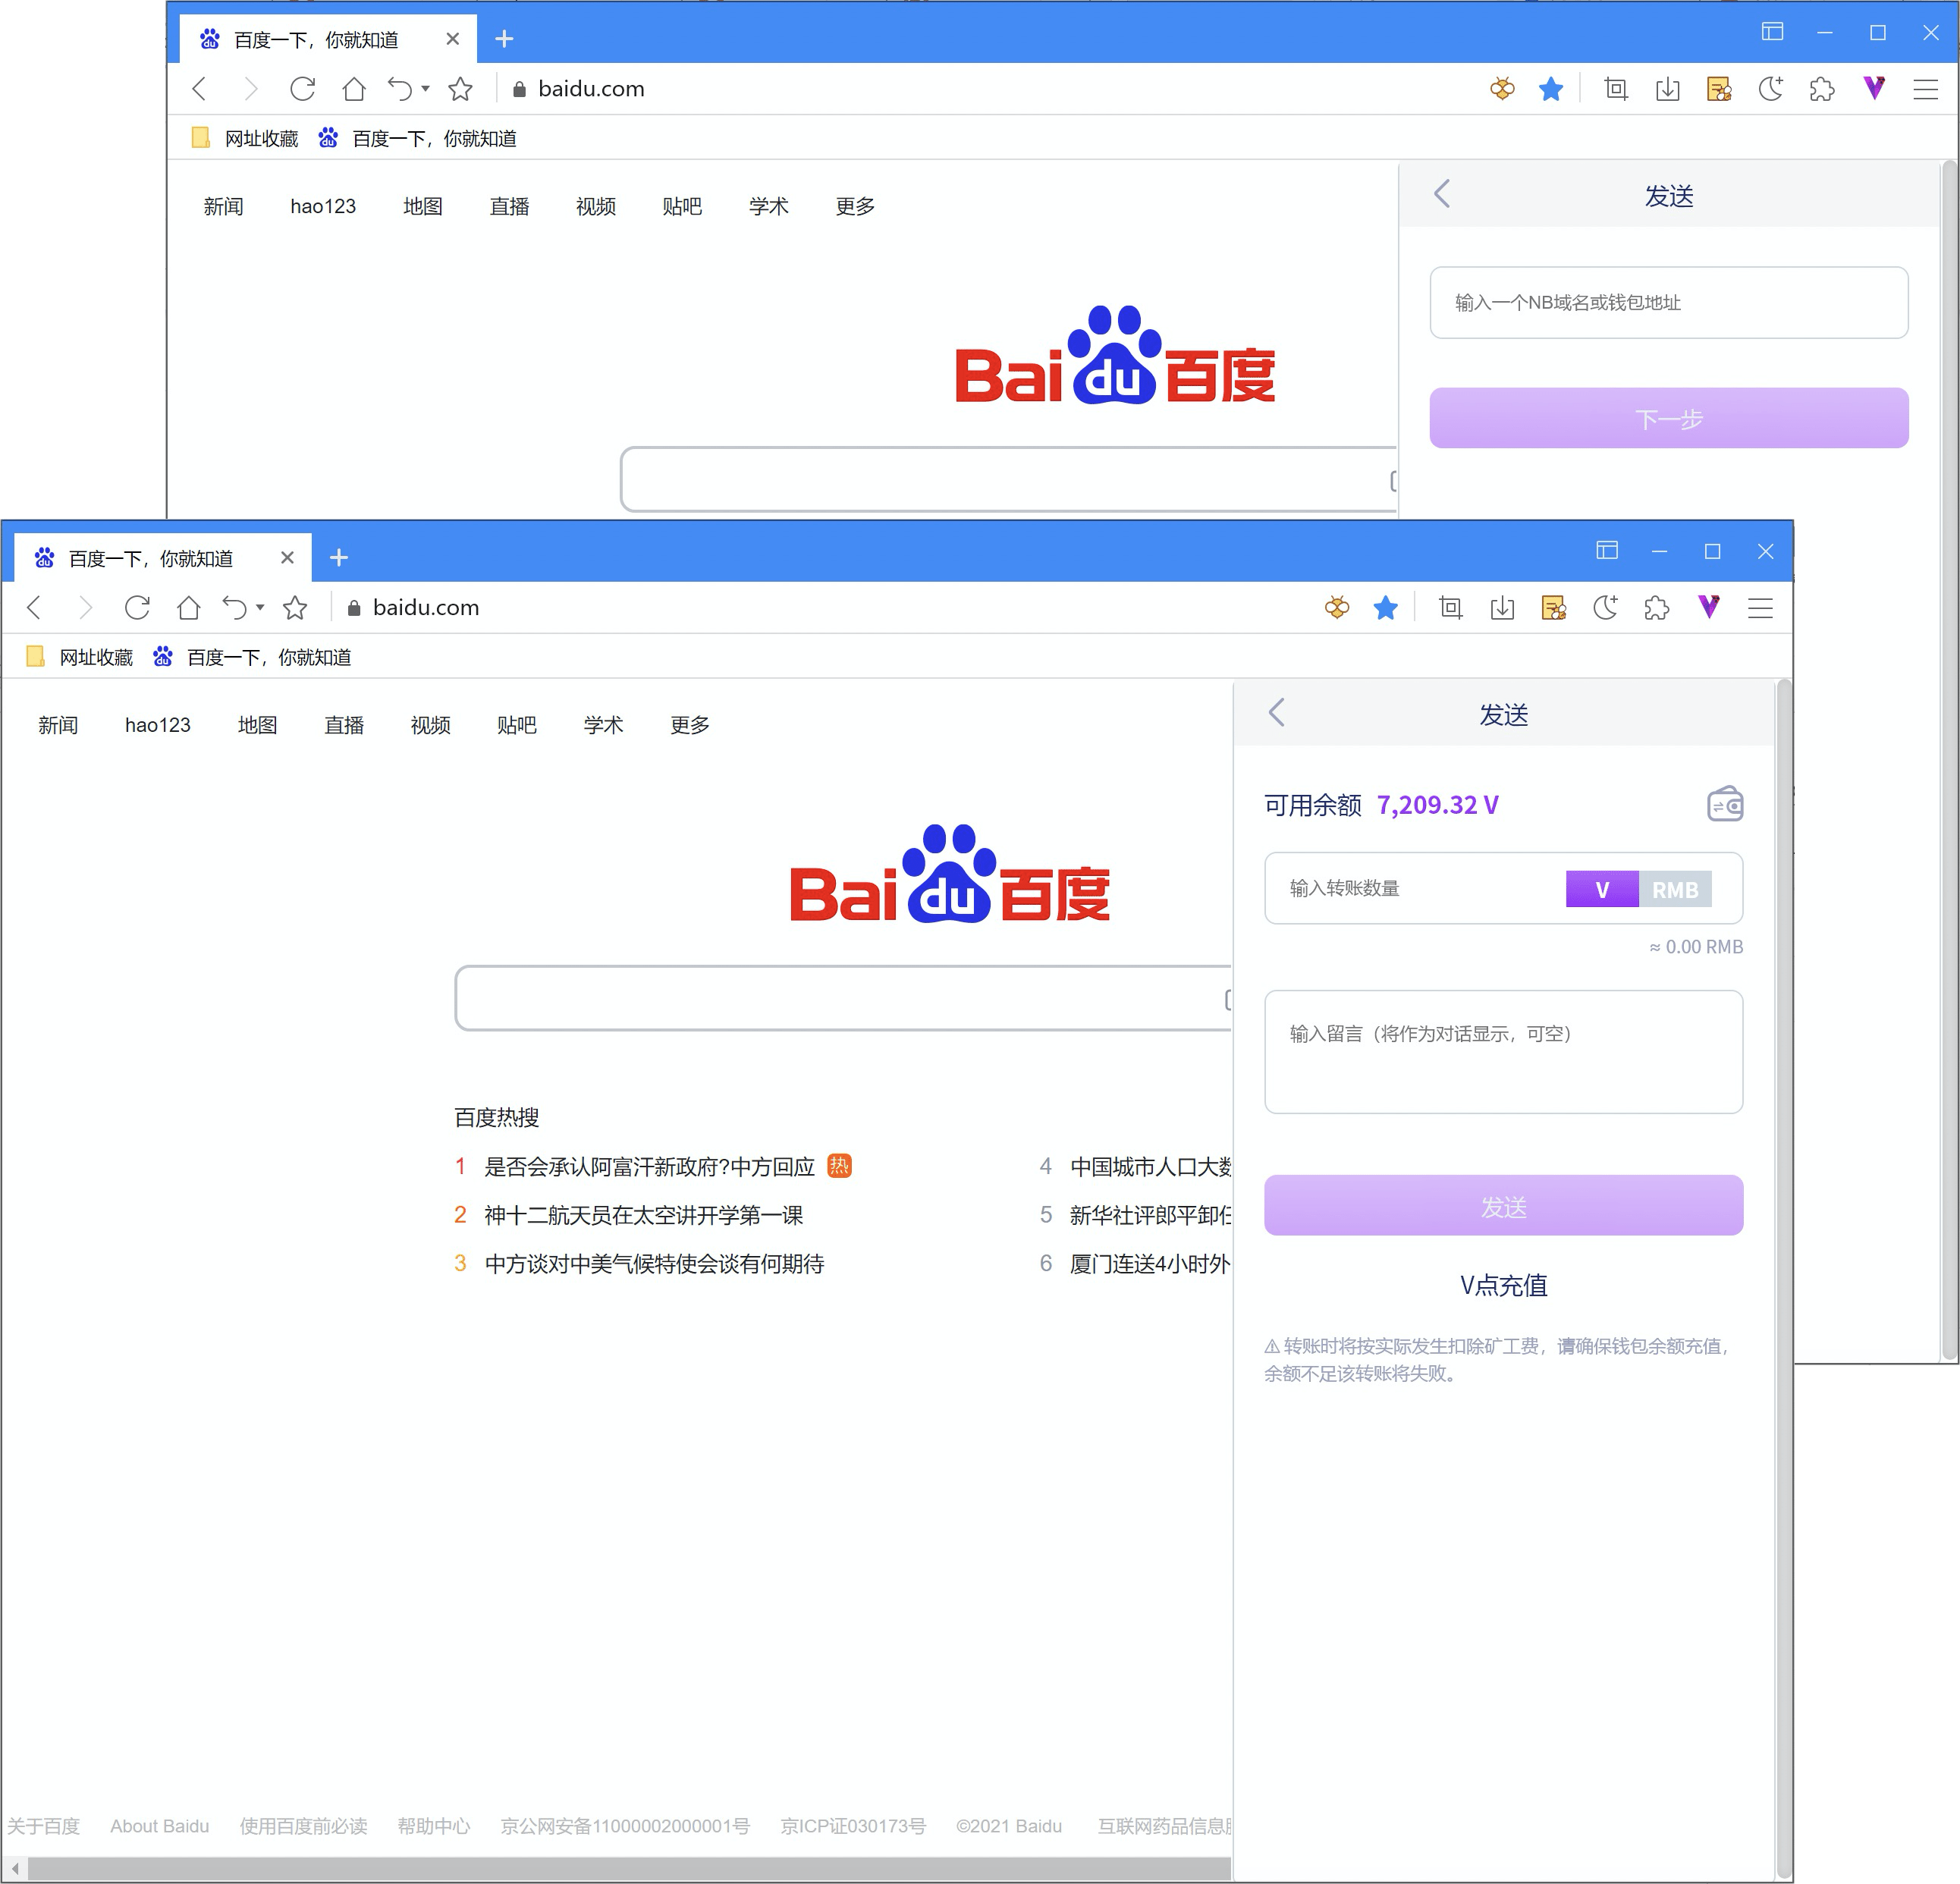 百度一下，你就知道
baidu.com
网址收藏 百度一下，你就知道
新闻 hao123 地图 直播 视频 贴吧 学术 更多
Bai du 百度
发送
输入一个NB域名或钱包地址
下一步
百度一下，你就知道
baidu.com
网址收藏 百度一下，你就知道
新闻 hao123 地图 直播 视频 贴吧 学术 更多
Bai du 百度
百度热搜
1 是否会承认阿富汗新政府?中方回应 热
2 神十二航天员在太空讲开学第一课
3 中方谈对中美气候特使会谈有何期待
4 中国城市人口大数
5 新华社评郎平卸任
6 厦门连送4小时外
发送
可用余额 7,209.32 V
输入转账数量 V RMB
≈ 0.00 RMB
输入留言（将作为对话显示，可空）
发送
V点充值
⚠ 转账时将按实际发生扣除矿工费，请确保钱包余额充值，
余额不足该转账将失败。
关于百度 About Baidu 使用百度前必读 帮助中心 京公网安备11000002000001号 京ICP证030173号 ©2021 Baidu 互联网药品信息